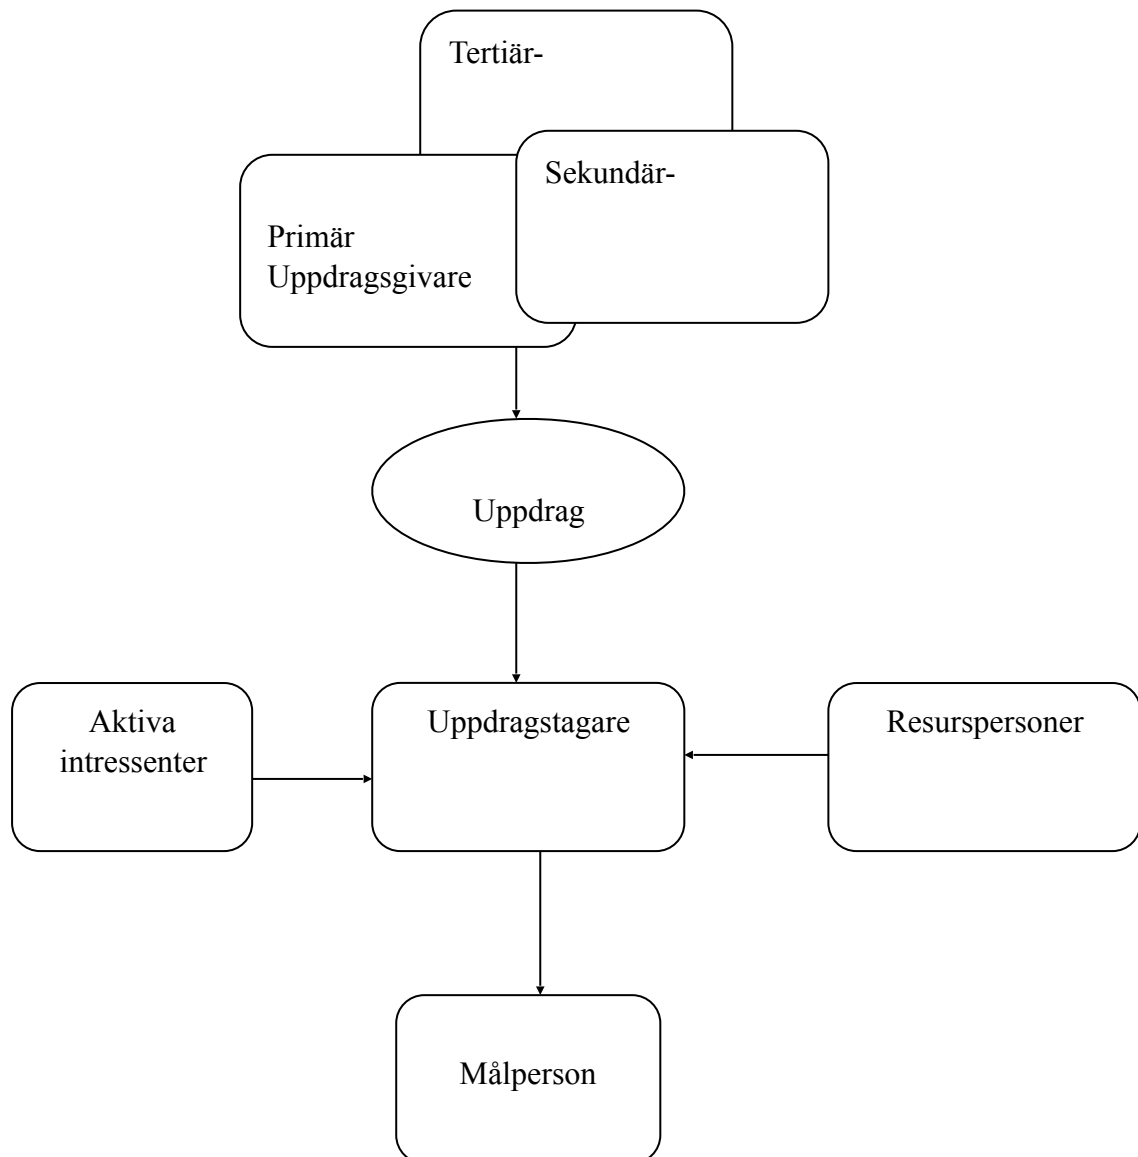 Tertiär-
Sekundär-
Primär
Uppdragsgivare
Uppdrag
Aktiva
intressenter
Uppdragstagare
Resurspersoner
Målperson